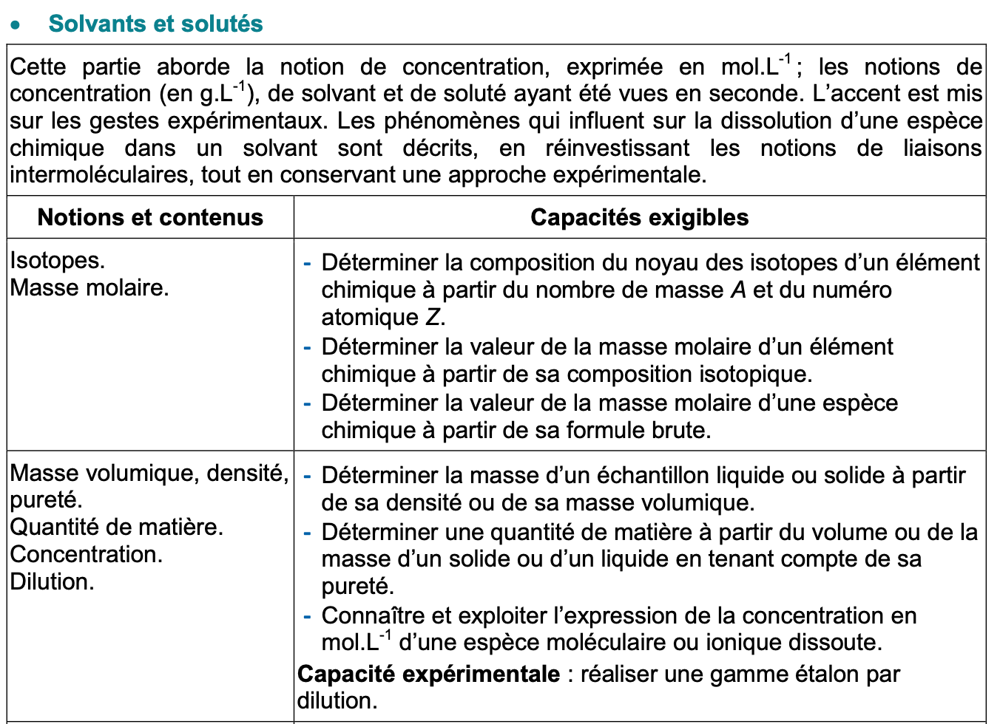 • Solvants et solutés
Cette partie aborde la notion de concentration, exprimée en mol.L⁻¹ ; les notions de
concentration (en g.L⁻¹), de solvant et de soluté ayant été vues en seconde. L’accent est mis
sur les gestes expérimentaux. Les phénomènes qui influent sur la dissolution d’une espèce
chimique dans un solvant sont décrits, en réinvestissant les notions de liaisons
intermoléculaires, tout en conservant une approche expérimentale.
Notions et contenus
Capacités exigibles
Isotopes.
Masse molaire.
- Déterminer la composition du noyau des isotopes d’un élément
chimique à partir du nombre de masse A et du numéro
atomique Z.
- Déterminer la valeur de la masse molaire d’un élément
chimique à partir de sa composition isotopique.
- Déterminer la valeur de la masse molaire d’une espèce
chimique à partir de sa formule brute.
Masse volumique, densité,
pureté.
Quantité de matière.
Concentration.
Dilution.
- Déterminer la masse d’un échantillon liquide ou solide à partir
de sa densité ou de sa masse volumique.
- Déterminer une quantité de matière à partir du volume ou de la
masse d’un solide ou d’un liquide en tenant compte de sa
pureté.
- Connaître et exploiter l’expression de la concentration en
mol.L⁻¹ d’une espèce moléculaire ou ionique dissoute.
Capacité expérimentale : réaliser une gamme étalon par
dilution.